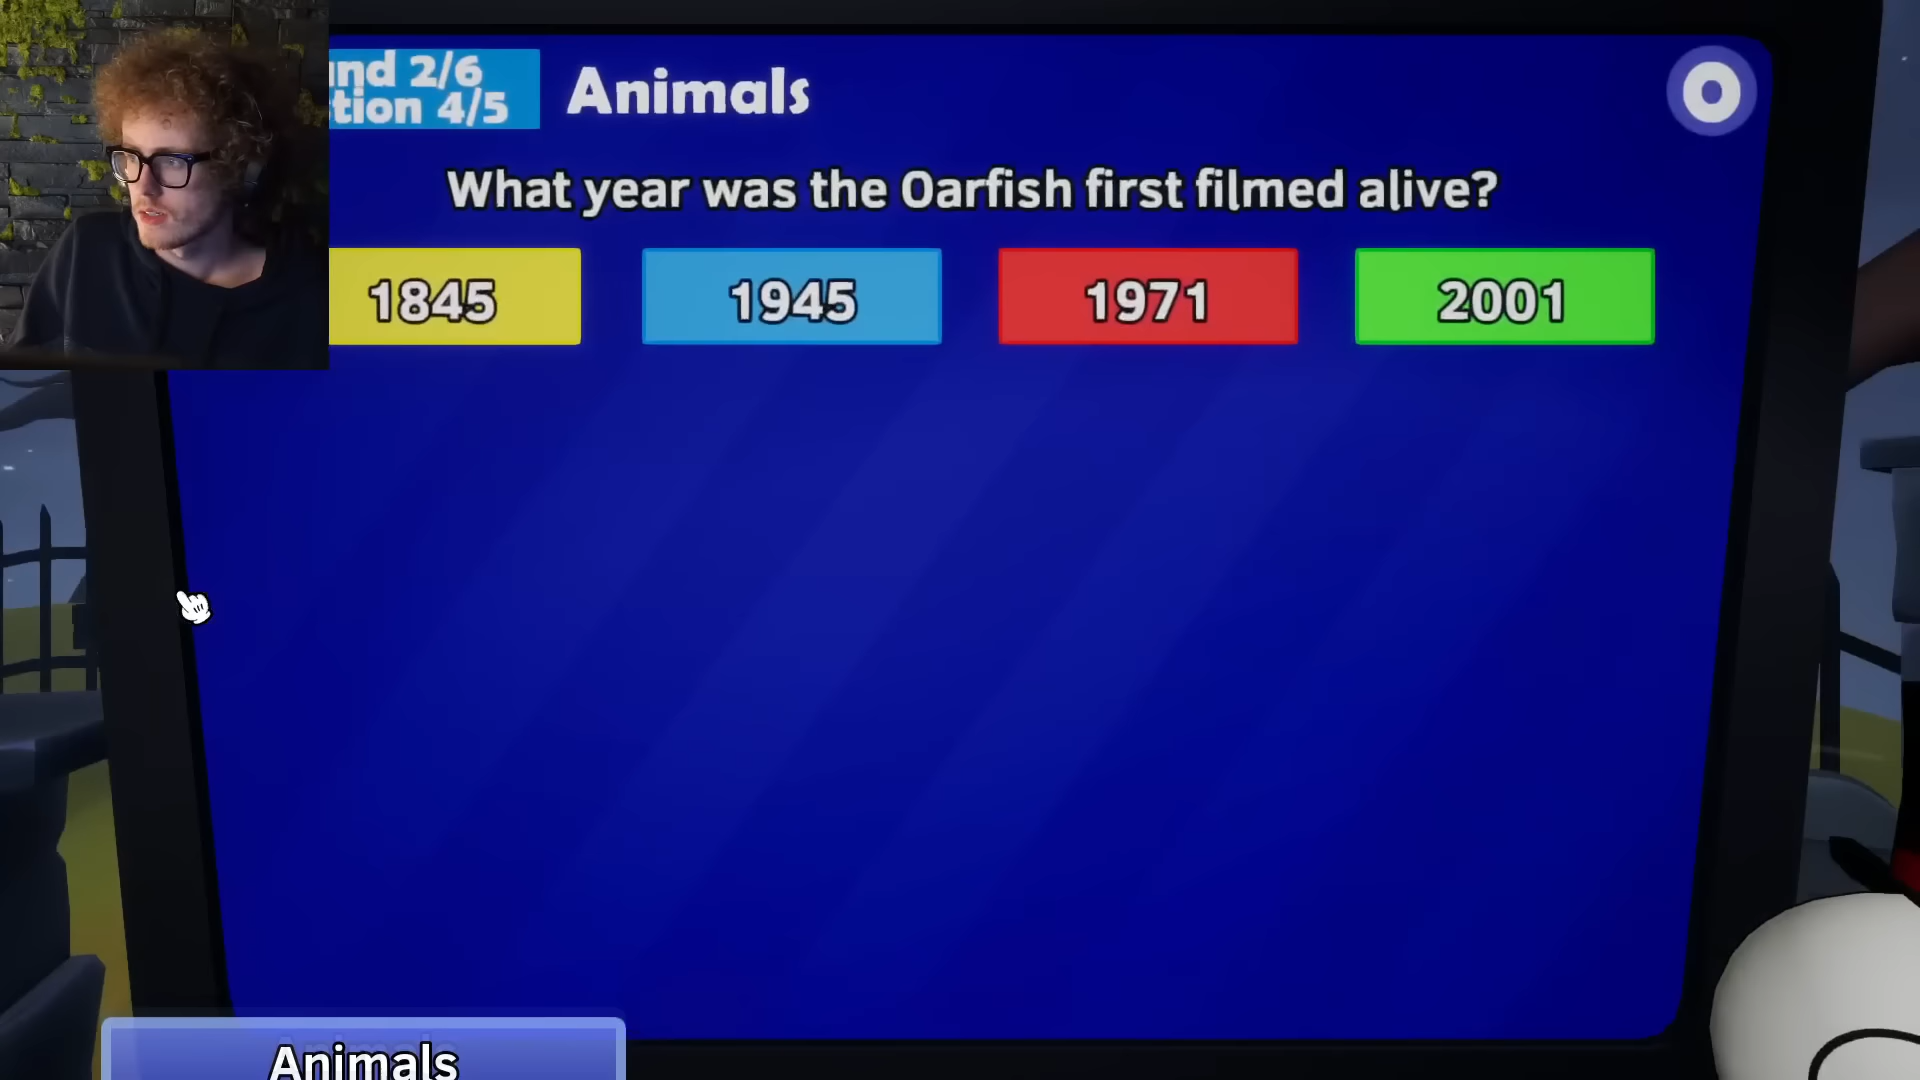 nd 2/6
tion 4/5
Animals
O
What year was the Oarfish first filmed alive?
1845
1945
1971
2001
Animals